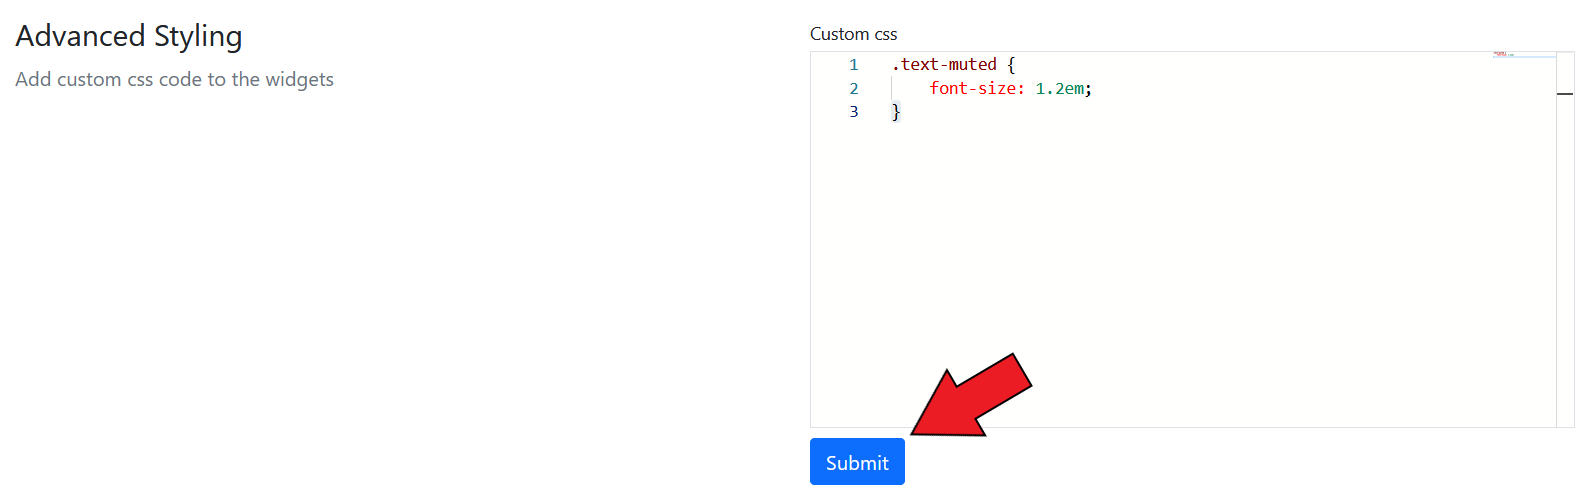 Advanced Styling
Add custom css code to the widgets
Custom css
1 .text-muted {
2     font-size: 1.2em;
3 }
Submit